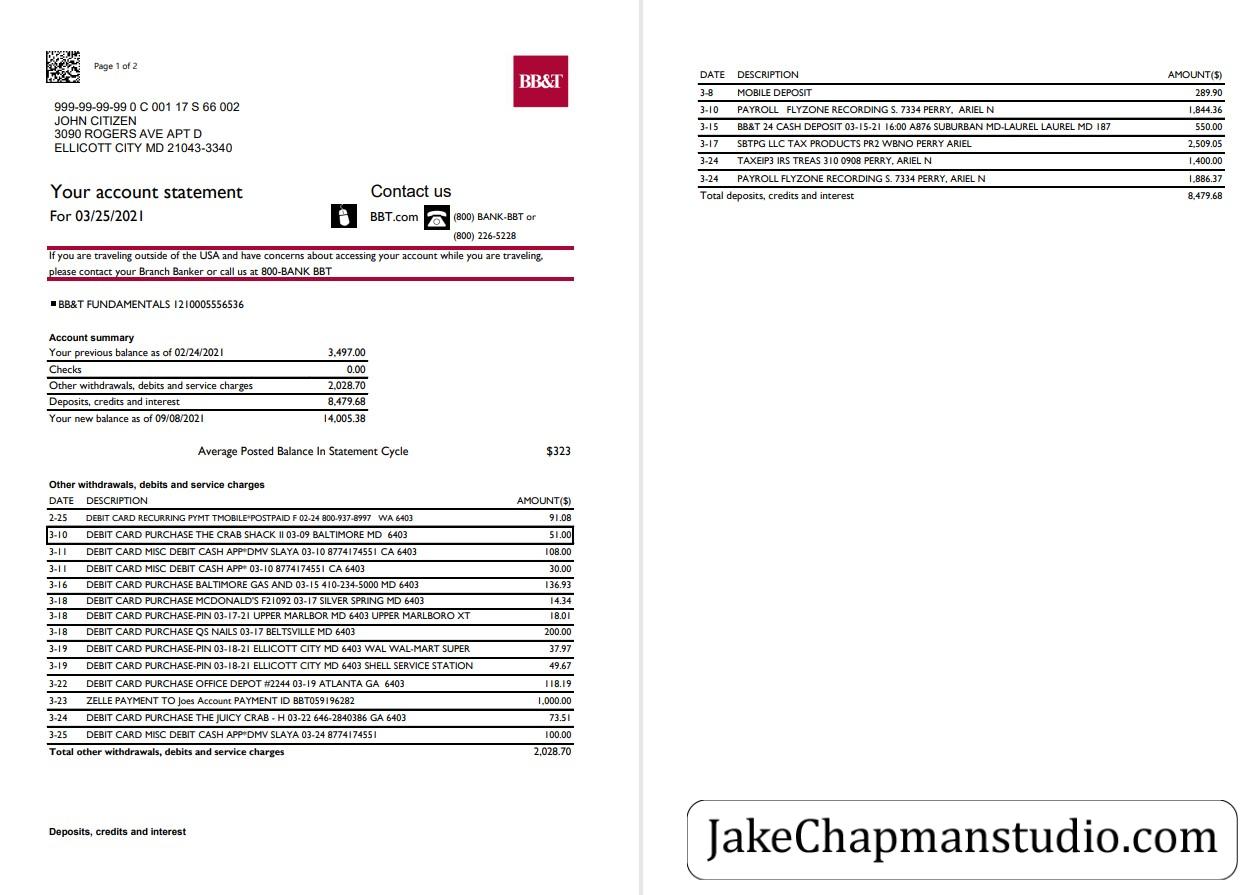 Page 1 of 2
BB&T
999-99-99-99 0 C 001 17 S 66 002
JOHN CITIZEN
3090 ROGERS AVE APT D
ELLICOTT CITY MD 21043-3340
Your account statement
For 03/25/2021
Contact us
BBT.com (800) BANK-BBT or
(800) 226-5228
If you are traveling outside of the USA and have concerns about accessing your account while you are traveling,
please contact your Branch Banker or call us at 800-BANK BBT
BB&T FUNDAMENTALS 1210005556536
Account summary
Your previous balance as of 02/24/2021 3,497.00
Checks 0.00
Other withdrawals, debits and service charges 2,028.70
Deposits, credits and interest 8,479.68
Your new balance as of 09/08/2021 14,005.38
Average Posted Balance In Statement Cycle $323
Other withdrawals, debits and service charges
DATE DESCRIPTION AMOUNT($)
2-25 DEBIT CARD RECURRING PYMT TMOBILE*POSTPAID F 02-24 800-937-8997 WA 6403 91.08
3-10 DEBIT CARD PURCHASE THE CRAB SHACK II 03-09 BALTIMORE MD 6403 51.00
3-11 DEBIT CARD MISC DEBIT CASH APP*DMV SLAYA 03-10 8774174551 CA 6403 108.00
3-11 DEBIT CARD MISC DEBIT CASH APP* 03-10 8774174551 CA 6403 30.00
3-16 DEBIT CARD PURCHASE BALTIMORE GAS AND 03-15 410-234-5000 MD 6403 136.93
3-18 DEBIT CARD PURCHASE MCDONALD'S F21092 03-17 SILVER SPRING MD 6403 14.34
3-18 DEBIT CARD PURCHASE-PIN 03-17-21 UPPER MARLBOR MD 6403 UPPER MARLBORO XT 18.01
3-18 DEBIT CARD PURCHASE QS NAILS 03-17 BELTSVILLE MD 6403 200.00
3-19 DEBIT CARD PURCHASE-PIN 03-18-21 ELLICOTT CITY MD 6403 WAL WAL-MART SUPER 37.97
3-19 DEBIT CARD PURCHASE-PIN 03-18-21 ELLICOTT CITY MD 6403 SHELL SERVICE STATION 49.67
3-22 DEBIT CARD PURCHASE OFFICE DEPOT #2244 03-19 ATLANTA GA 6403 118.19
3-23 ZELLE PAYMENT TO Joes Account PAYMENT ID BBT059196282 1,000.00
3-24 DEBIT CARD PURCHASE THE JUICY CRAB - H 03-22 646-2840386 GA 6403 73.51
3-25 DEBIT CARD MISC DEBIT CASH APP*DMV SLAYA 03-24 8774174551 100.00
Total other withdrawals, debits and service charges 2,028.70
Deposits, credits and interest
DATE DESCRIPTION AMOUNT($)
3-8 MOBILE DEPOSIT 289.90
3-10 PAYROLL FLYZONE RECORDING S. 7334 PERRY, ARIEL N 1,844.36
3-15 BB&T 24 CASH DEPOSIT 03-15-21 16:00 A876 SUBURBAN MD-LAUREL LAUREL MD 187 550.00
3-17 SBTPG LLC TAX PRODUCTS PR2 WBNO PERRY ARIEL 2,509.05
3-24 TAXEIP3 IRS TREAS 310 0908 PERRY, ARIEL N 1,400.00
3-24 PAYROLL FLYZONE RECORDING S. 7334 PERRY, ARIEL N 1,886.37
Total deposits, credits and interest 8,479.68
JakeChapmanstudio.com